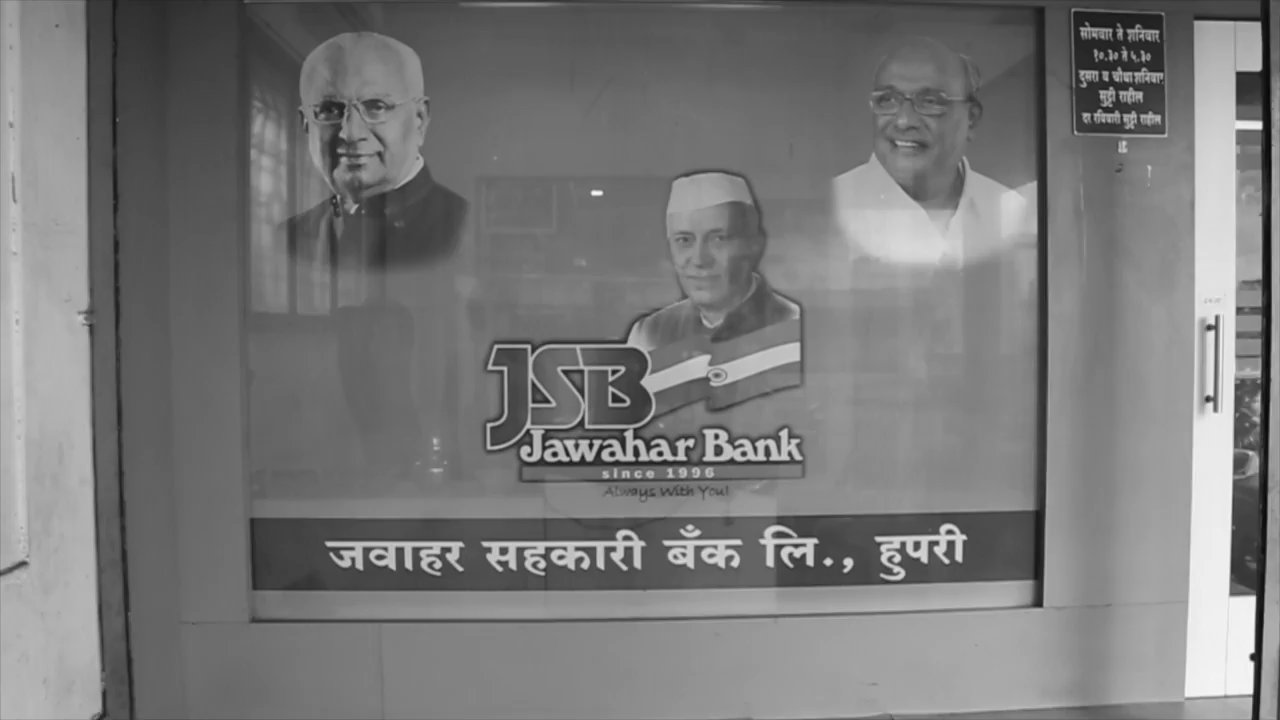 सोमवार ते शनिवार
१०.३० ते ५.३०
दुसरा व चौथा शनिवार
सुट्टी राहील
दर रविवारी सुट्टी राहील
JSB
Jawahar Bank
since 1996
Always With You!
जवाहर सहकारी बँक लि., हुपरी